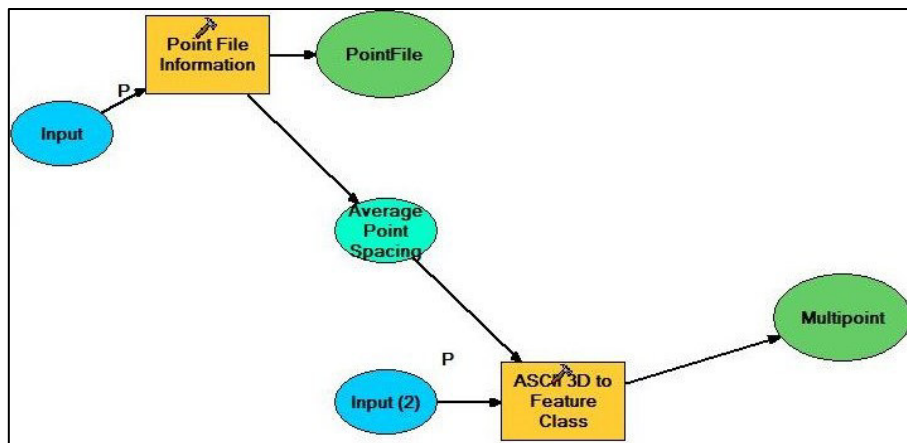 Point File
Information
PointFile
P
Input
Average
Point
Spacing
Multipoint
P
Input (2)
ASCII 3D to
Feature
Class